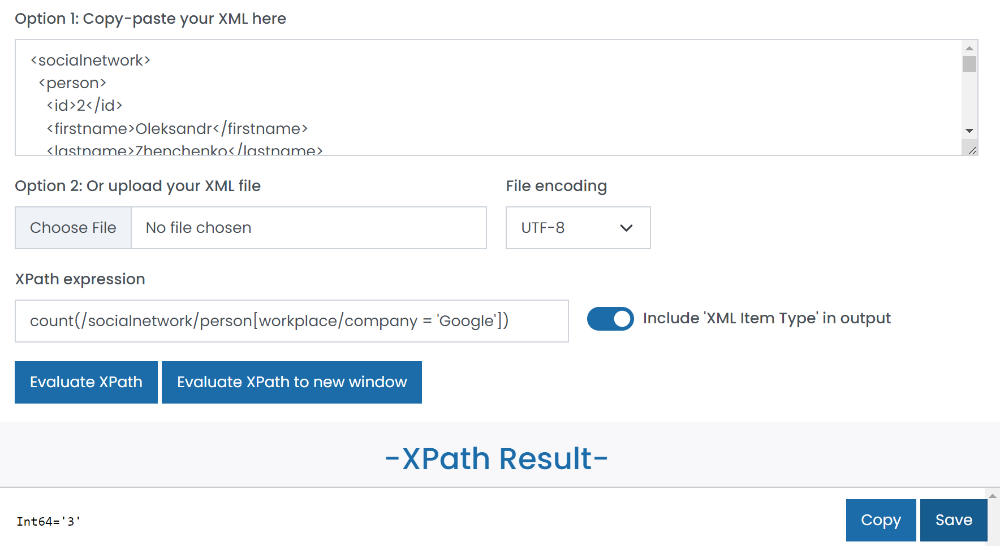 Option 1: Copy-paste your XML here
<socialnetwork>
<person>
<id>2</id>
<firstname>Oleksandr</firstname>
<lastname>Zhenchenko</lastname>
Option 2: Or upload your XML file
File encoding
Choose File
No file chosen
UTF-8
XPath expression
count(/socialnetwork/person[workplace/company = 'Google'])
Include 'XML Item Type' in output
Evaluate XPath
Evaluate XPath to new window
-XPath Result-
Int64='3'
Copy
Save